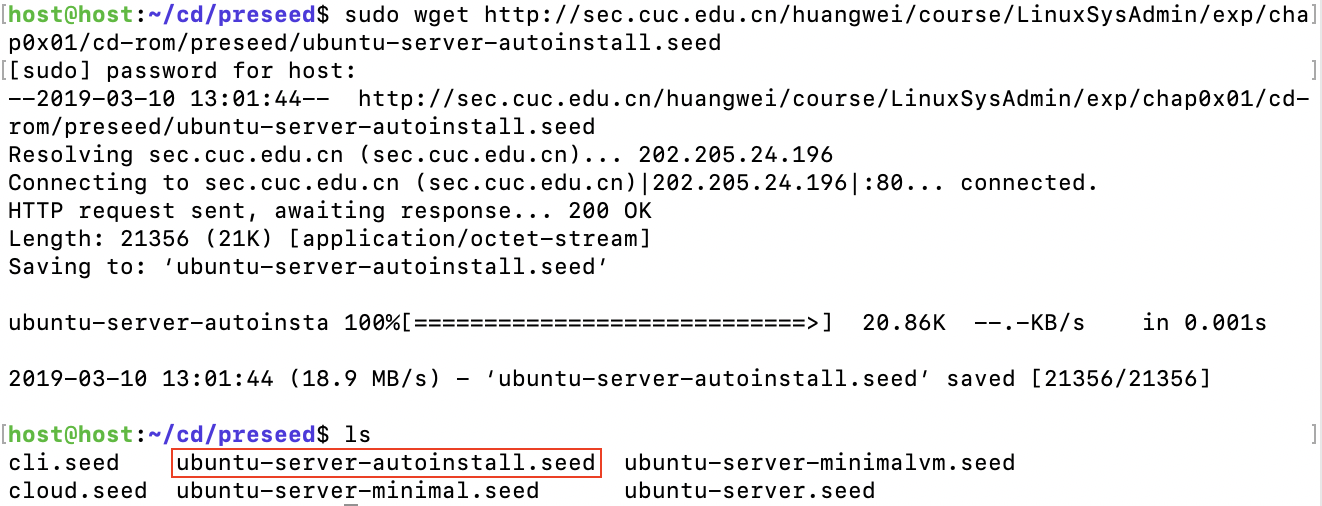 [host@host:~/cd/preseed$ sudo wget http://sec.cuc.edu.cn/huangwei/course/LinuxSysAdmin/exp/cha]
p0x01/cd-rom/preseed/ubuntu-server-autoinstall.seed
[[sudo] password for host: ]
--2019-03-10 13:01:44--  http://sec.cuc.edu.cn/huangwei/course/LinuxSysAdmin/exp/chap0x01/cd-
rom/preseed/ubuntu-server-autoinstall.seed
Resolving sec.cuc.edu.cn (sec.cuc.edu.cn)... 202.205.24.196
Connecting to sec.cuc.edu.cn (sec.cuc.edu.cn)|202.205.24.196|:80... connected.
HTTP request sent, awaiting response... 200 OK
Length: 21356 (21K) [application/octet-stream]
Saving to: ‘ubuntu-server-autoinstall.seed’
ubuntu-server-autoinsta 100%[============================>]  20.86K  --.-KB/s    in 0.001s
2019-03-10 13:01:44 (18.9 MB/s) - ‘ubuntu-server-autoinstall.seed’ saved [21356/21356]
[host@host:~/cd/preseed$ ls ]
cli.seed    ubuntu-server-autoinstall.seed  ubuntu-server-minimalvm.seed
cloud.seed  ubuntu-server-minimal.seed      ubuntu-server.seed